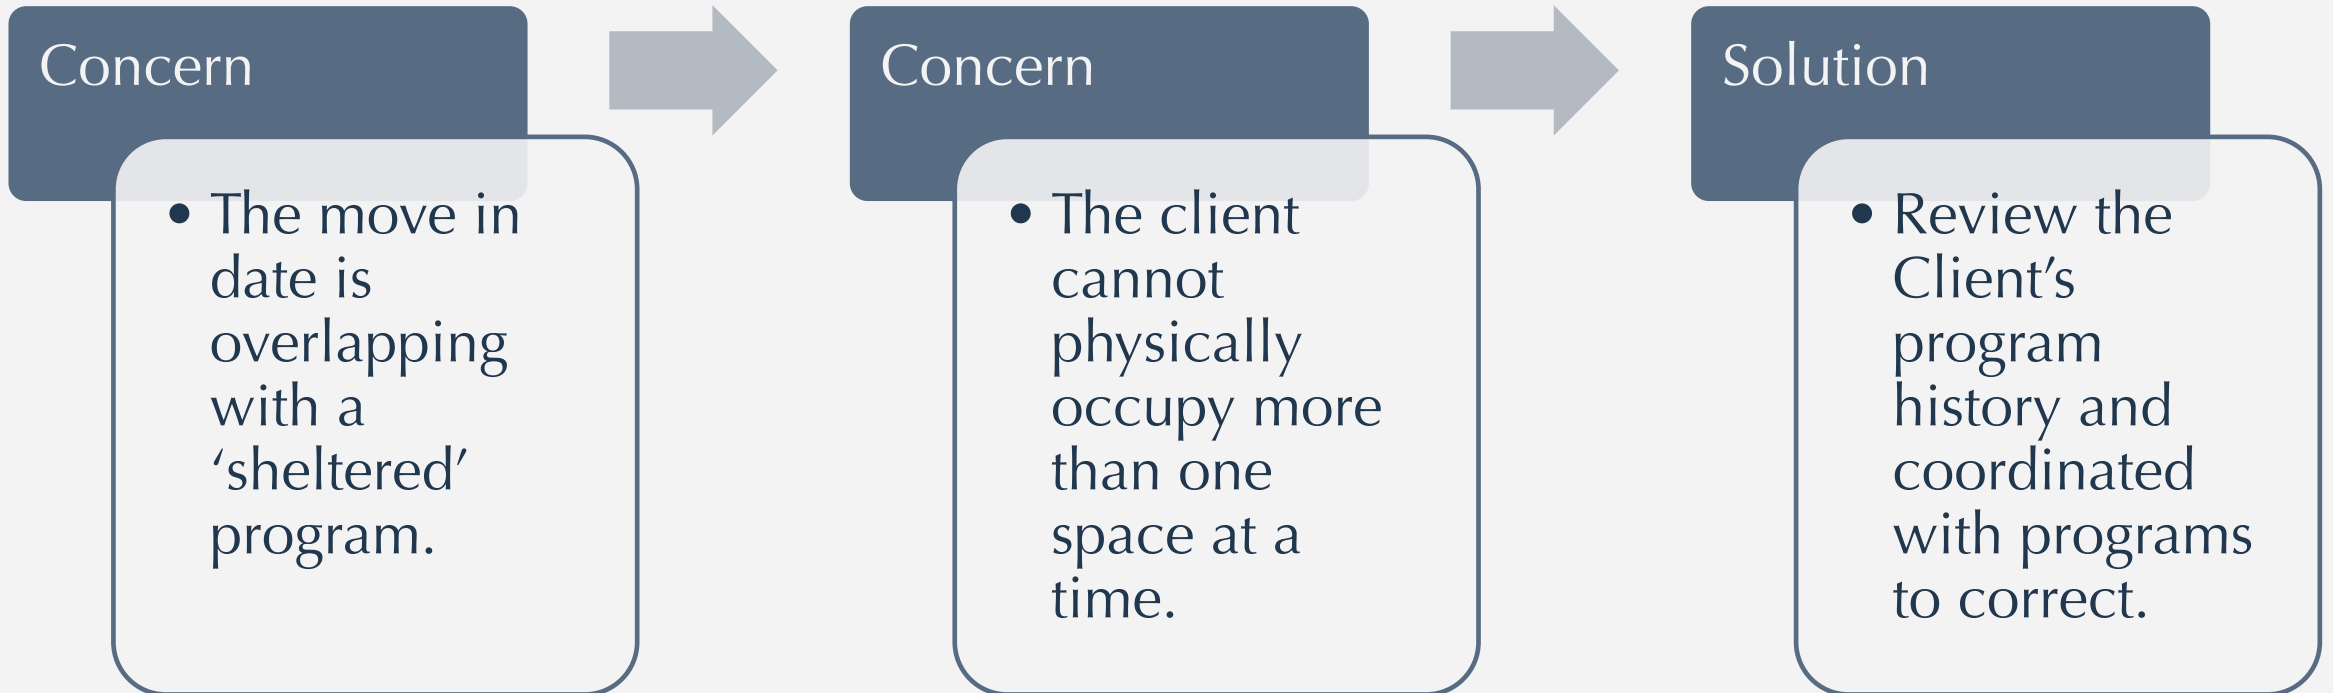 Concern
• The move in
date is
overlapping
with a
‘sheltered’
program.
Concern
• The client
cannot
physically
occupy more
than one
space at a
time.
Solution
• Review the
Client’s
program
history and
coordinated
with programs
to correct.